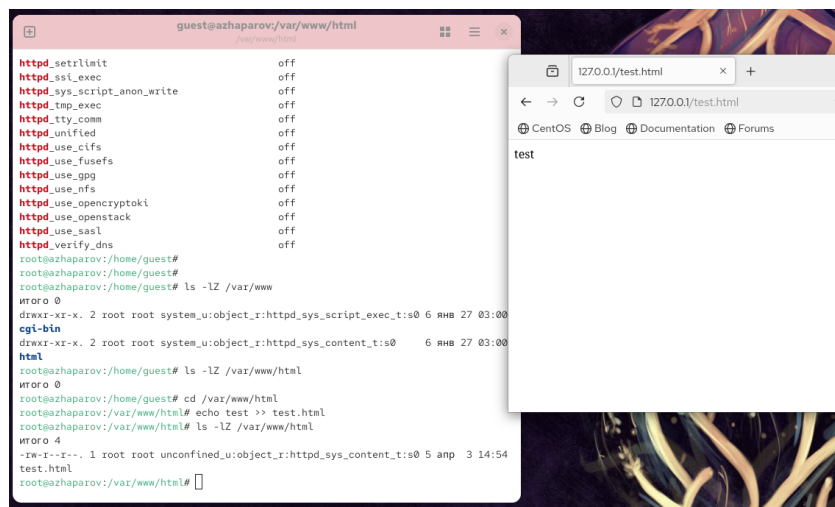 guest@azhaparov:/var/www/html
/var/www/html
httpd_setrlimit off
httpd_ssi_exec off
httpd_sys_script_anon_write off
httpd_tmp_exec off
httpd_tty_comm off
httpd_unified off
httpd_use_cifs off
httpd_use_fusefs off
httpd_use_gpg off
httpd_use_nfs off
httpd_use_opencryptoki off
httpd_use_openstack off
httpd_use_sasl off
httpd_verify_dns off
root@azhaparov:/home/guest#
root@azhaparov:/home/guest#
root@azhaparov:/home/guest# ls -lZ /var/www
итого 0
drwxr-xr-x. 2 root root system_u:object_r:httpd_sys_script_exec_t:s0 6 янв 27 03:00
cgi-bin
drwxr-xr-x. 2 root root system_u:object_r:httpd_sys_content_t:s0 6 янв 27 03:00
html
root@azhaparov:/home/guest# ls -lZ /var/www/html
итого 0
root@azhaparov:/home/guest# cd /var/www/html
root@azhaparov:/var/www/html# echo test >> test.html
root@azhaparov:/var/www/html# ls -lZ /var/www/html
итого 4
-rw-r--r--. 1 root root unconfined_u:object_r:httpd_sys_content_t:s0 5 апр 3 14:54
test.html
root@azhaparov:/var/www/html#
127.0.0.1/test.html
127.0.0.1/test.html
CentOS Blog Documentation Forums
test